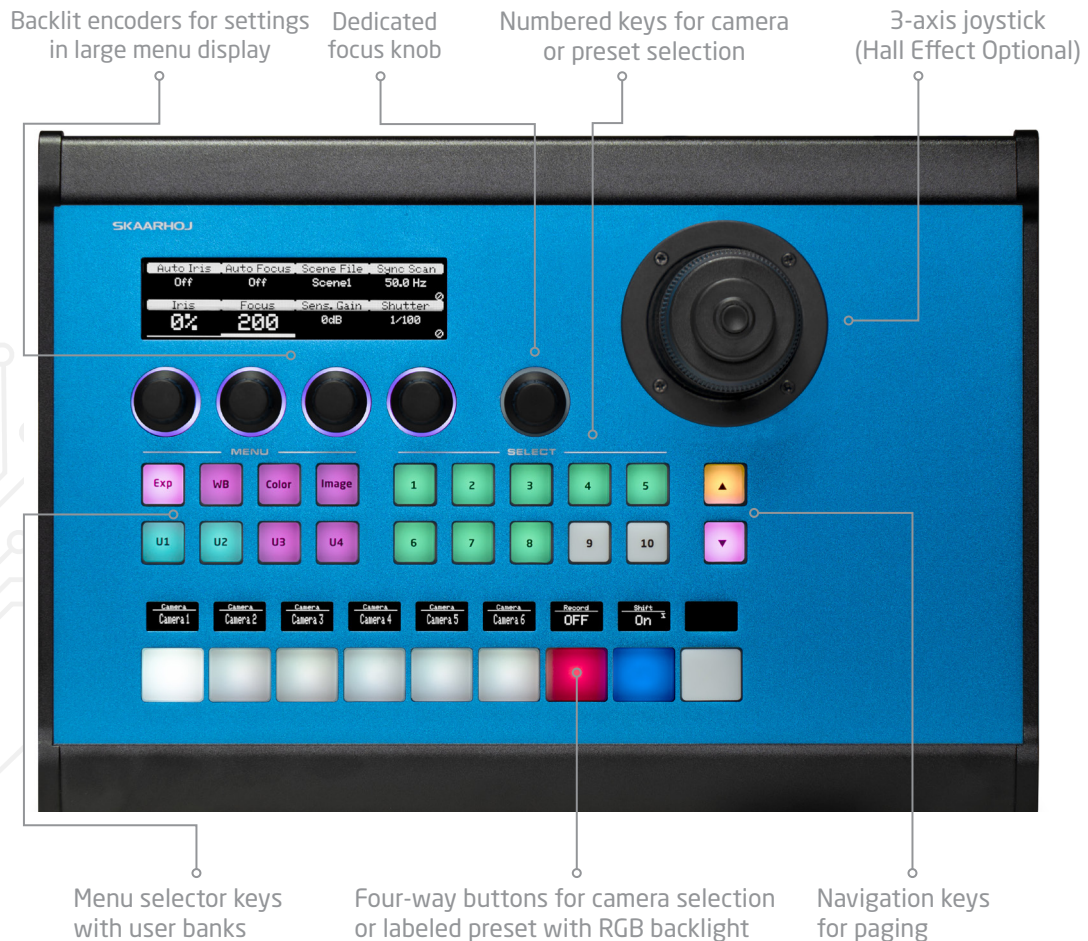 Backlit encoders for settings
in large menu display
Dedicated
focus knob
Numbered keys for camera
or preset selection
3-axis joystick
(Hall Effect Optional)
SKAARHOJ
Auto Iris Auto Focus Scene File Sync Scan
Off Off Scene1 50.0 Hz
Iris Focus Sens. Gain Shutter
0% 200 0dB 1/100
MENU SELECT
Exp WB Color Image 1 2 3 4 5 ▲
U1 U2 U3 U4 6 7 8 9 10 ▼
Camera Camera Camera Camera Camera Camera Record Shift
Camera 1 Camera 2 Camera 3 Camera 4 Camera 5 Camera 6 OFF On
Menu selector keys
with user banks
Four-way buttons for camera selection
or labeled preset with RGB backlight
Navigation keys
for paging